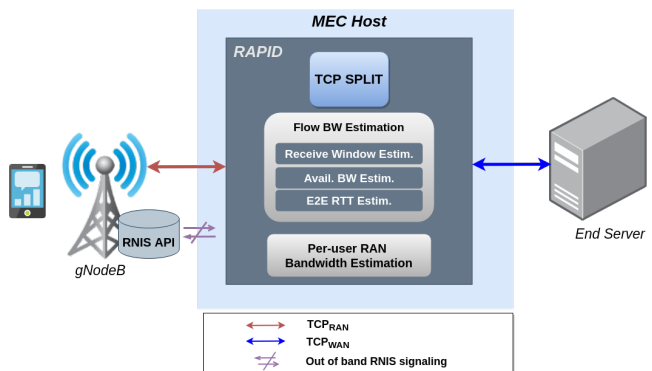 MEC Host
RAPID
TCP SPLIT
Flow BW Estimation
Receive Window Estim.
Avail. BW Estim.
E2E RTT Estim.
RNIS API
gNodeB
End Server
Per-user RAN
Bandwidth Estimation
TCPRAN
TCPWAN
Out of band RNIS signaling